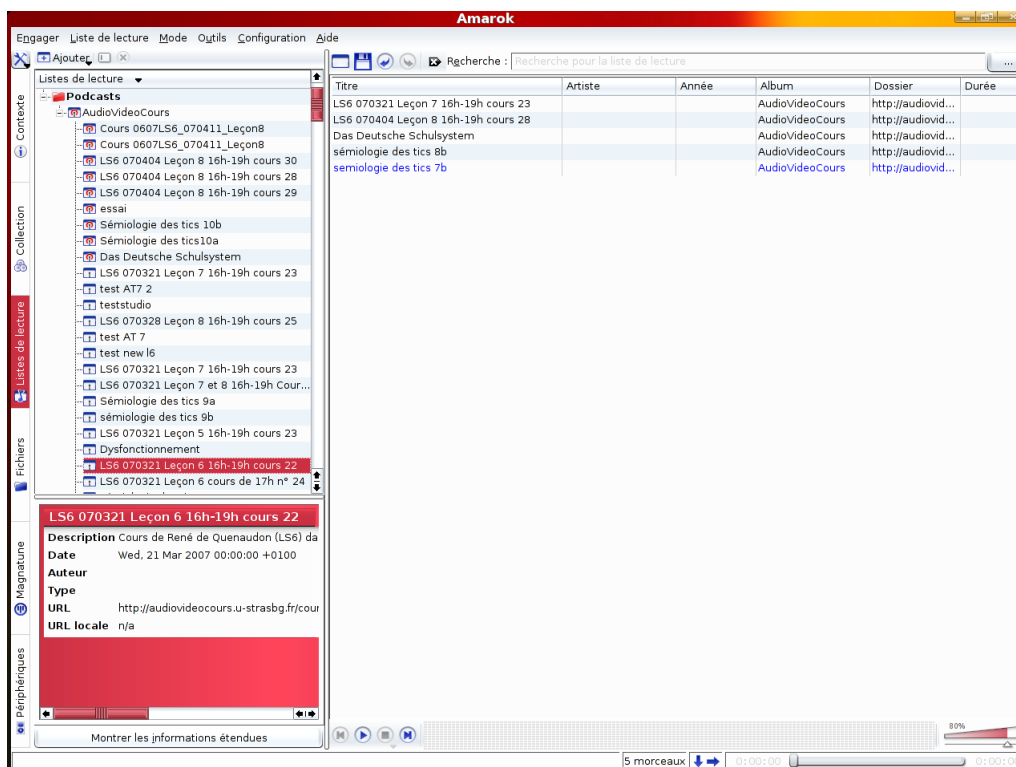 Amarok
Engager Liste de lecture Mode Outils Configuration Aide
Ajouter
Recherche : Recherche pour la liste de lecture
...
Contexte
Collection
Listes de lecture
Fichiers
Magnatune
Périphériques
Listes de lecture
Podcasts
AudioVideoCours
Cours 0607LS6_070411_Leçon8
Cours 0607LS6_070411_Leçon8
LS6 070404 Leçon 8 16h-19h cours 30
LS6 070404 Leçon 8 16h-19h cours 28
LS6 070404 Leçon 8 16h-19h cours 29
essai
Sémiologie des tics 10b
Sémiologie des tics10a
Das Deutsche Schulsystem
LS6 070321 Leçon 7 16h-19h cours 23
test AT7 2
teststudio
LS6 070328 Leçon 8 16h-19h cours 25
test AT 7
test new l6
LS6 070321 Leçon 7 16h-19h cours 23
LS6 070321 Leçon 7 et 8 16h-19h Cour...
Sémiologie des tics 9a
sémiologie des tics 9b
LS6 070321 Leçon 5 16h-19h cours 23
Dysfonctionnement
LS6 070321 Leçon 6 16h-19h cours 22
LS6 070321 Leçon 6 cours de 17h n° 24
LS6 070321 Leçon 6 16h-19h cours 22
Description Cours de René de Quenaudon (LS6) da
Date Wed, 21 Mar 2007 00:00:00 +0100
Auteur
Type
URL http://audiovideocours.u-strasbg.fr/cour
URL locale n/a
Montrer les informations étendues
Titre Artiste Année Album Dossier Durée
LS6 070321 Leçon 7 16h-19h cours 23 AudioVideoCours http://audiovid...
LS6 070404 Leçon 8 16h-19h cours 28 AudioVideoCours http://audiovid...
Das Deutsche Schulsystem AudioVideoCours http://audiovid...
sémiologie des tics 8b AudioVideoCours http://audiovid...
semiologie des tics 7b AudioVideoCours http://audiovid...
80%
5 morceaux 0:00:00 0:00:00